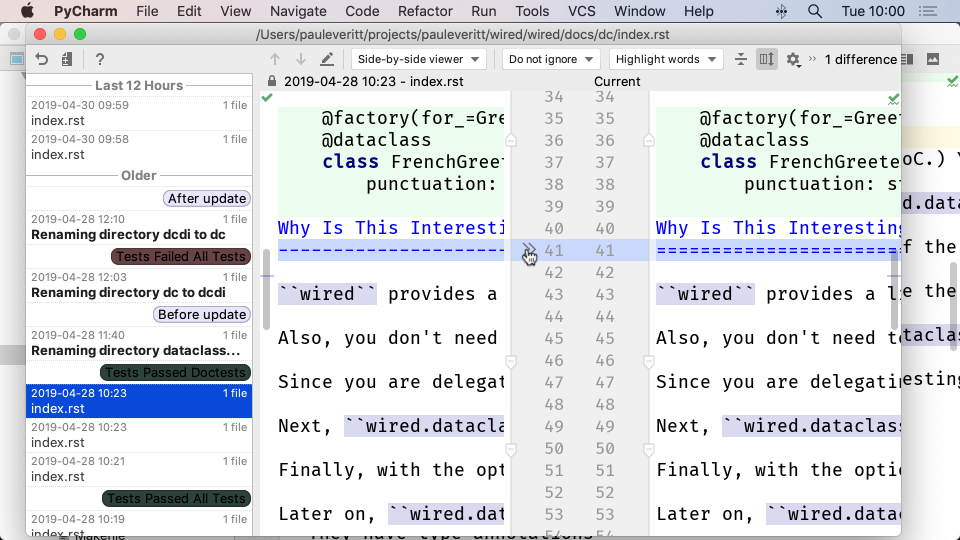 PyCharm File Edit View Navigate Code Refactor Run Tools VCS Window Help Tue 10:00
/Users/pauleveritt/projects/pauleveritt/wired/wired/docs/dc/index.rst
? Side-by-side viewer Do not ignore Highlight words >> 1 difference
2019-04-28 10:23 - index.rst Current
Last 12 Hours
2019-04-30 09:59 1 file
index.rst
2019-04-30 09:58 1 file
index.rst
Older
After update
2019-04-28 12:10 1 file
Renaming directory dcdi to dc
Tests Failed All Tests
2019-04-28 12:03 1 file
Renaming directory dc to dcdi
Before update
2019-04-28 11:40 1 file
Renaming directory dataclass...
Tests Passed Doctests
2019-04-28 10:23 1 file
index.rst
2019-04-28 10:23 1 file
index.rst
2019-04-28 10:21 1 file
index.rst
Tests Passed All Tests
2019-04-28 10:19 1 file
index.rst
34 34
@factory(for_=Gre 35 35 @factory(for_=Gree
@dataclass 36 36 @dataclass
class FrenchGreet 37 37 class FrenchGreete
punctuation: 38 38 punctuation: s
39 39
Why Is This Interesti 40 40 Why Is This Interesting
--------------------- 41 41 =======================
42 42
``wired`` provides a 43 43 ``wired`` provides a l
44 44
Also, you don't need 45 45 Also, you don't need t
46 46
Since you are delegat 47 47 Since you are delegatin
48 48
Next, ``wired.datacla 49 49 Next, ``wired.dataclas
50 50
Finally, with the opt 51 51 Finally, with the optio
52 52
Later on, ``wired.dat 53 53 Later on, ``wired.data
54 54
oC.) Y
d.data
f the
e the
taclas
esting
Makefile
They have type annotations